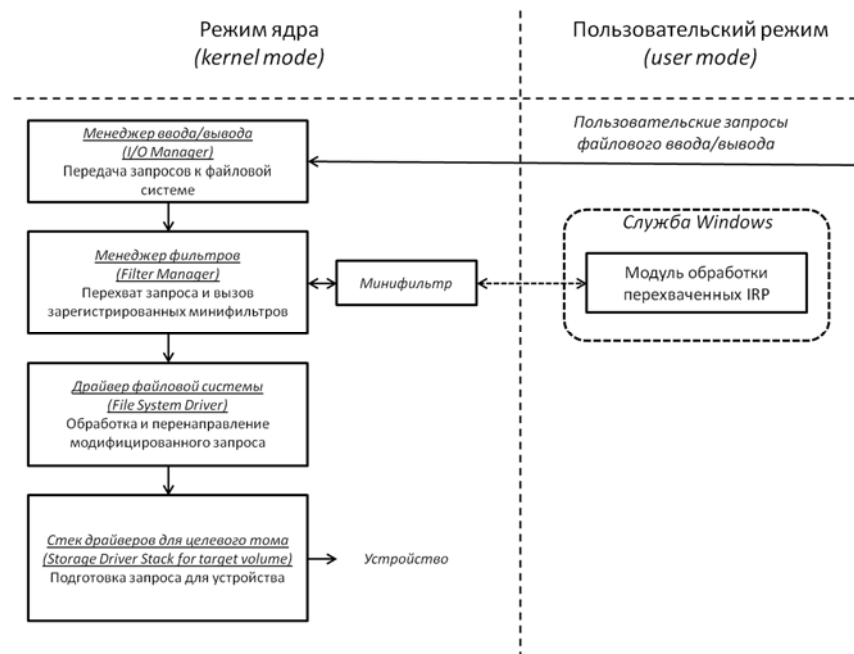 Режим ядра
(kernel mode)
Пользовательский режим
(user mode)
Менеджер ввода/вывода
(I/O Manager)
Передача запросов к файловой
системе
Пользовательские запросы
файлового ввода/вывода
Менеджер фильтров
(Filter Manager)
Перехват запроса и вызов
зарегистрированных минифильтров
Минифильтр
Служба Windows
Модуль обработки
перехваченных IRP
Драйвер файловой системы
(File System Driver)
Обработка и перенаправление
модифицированного запроса
Стек драйверов для целевого тома
(Storage Driver Stack for target volume)
Подготовка запроса для устройства
Устройство